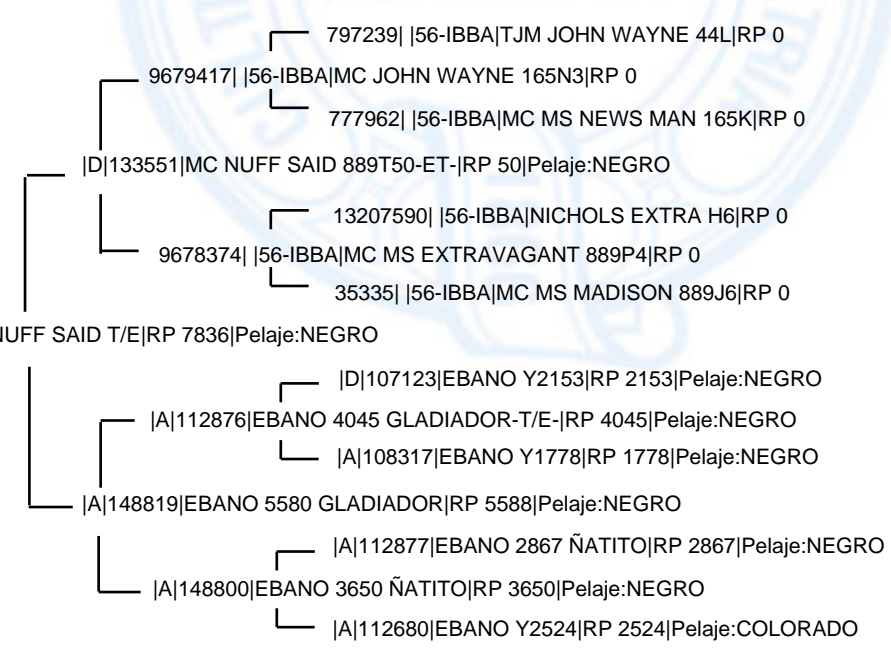 797239| |56-IBBA|TJM JOHN WAYNE 44L|RP 0
9679417| |56-IBBA|MC JOHN WAYNE 165N3|RP 0
777962| |56-IBBA|MC MS NEWS MAN 165K|RP 0
|D|133551|MC NUFF SAID 889T50-ET-|RP 50|Pelaje:NEGRO
13207590| |56-IBBA|NICHOLS EXTRA H6|RP 0
9678374| |56-IBBA|MC MS EXTRAVAGANT 889P4|RP 0
35335| |56-IBBA|MC MS MADISON 889J6|RP 0
NUFF SAID T/E|RP 7836|Pelaje:NEGRO
|D|107123|EBANO Y2153|RP 2153|Pelaje:NEGRO
|A|112876|EBANO 4045 GLADIADOR-T/E-|RP 4045|Pelaje:NEGRO
|A|108317|EBANO Y1778|RP 1778|Pelaje:NEGRO
|A|148819|EBANO 5580 GLADIADOR|RP 5588|Pelaje:NEGRO
|A|112877|EBANO 2867 ÑATITO|RP 2867|Pelaje:NEGRO
|A|148800|EBANO 3650 ÑATITO|RP 3650|Pelaje:NEGRO
|A|112680|EBANO Y2524|RP 2524|Pelaje:COLORADO